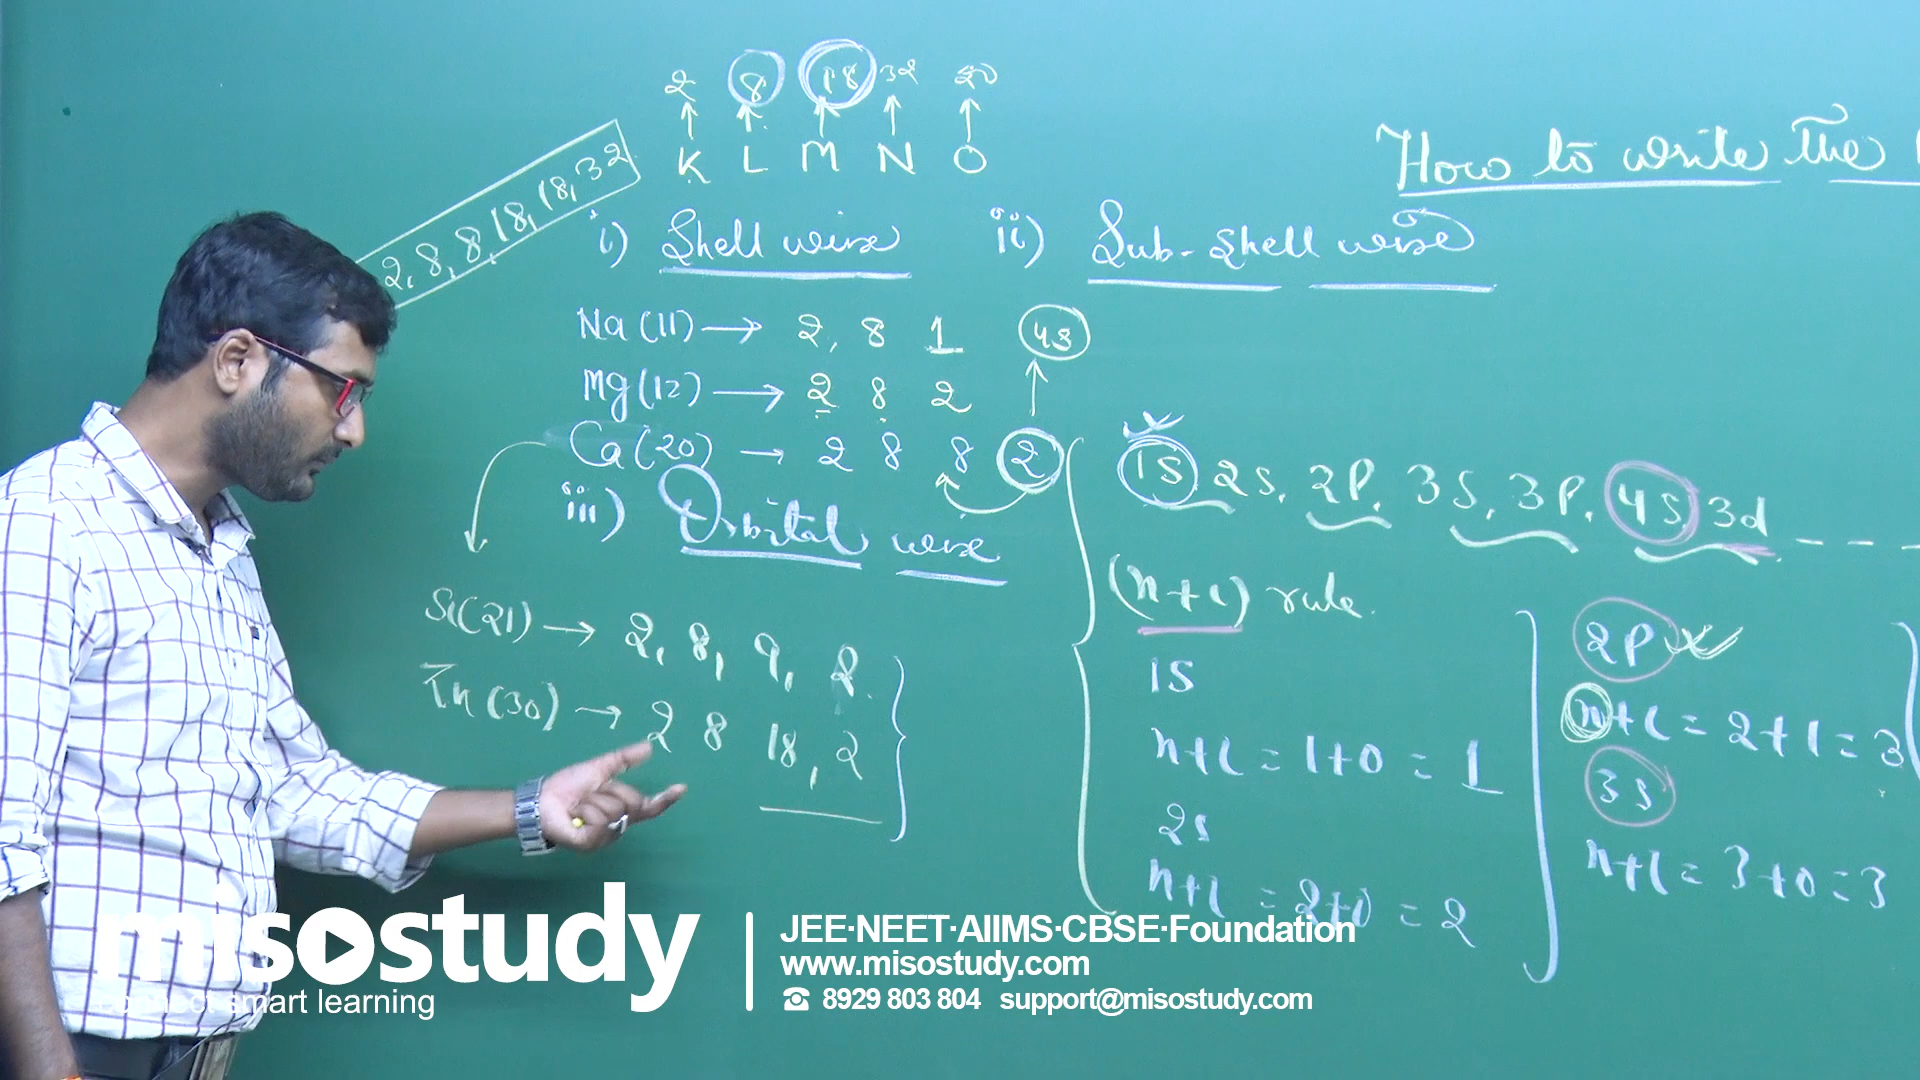 2 8 18 32 50
K L M N O
2, 8, 8, 18, 18, 32
How to write the
i) Shell wise ii) Sub-Shell wise
Na (11) → 2, 8 1 4s
Mg (12) → 2 8 2
Ca (20) → 2 8 8 2
1s 2s, 2p, 3s, 3p, 4s, 3d - - -
iii) Orbital wise
(n+l) rule.
Sc(21) → 2, 8, 9, 2.
Zn (30) → 2 8 18, 2
1s
n+l = 1+0 = 1
2s
n+l = 2+0 = 2
2p
n+l = 2+1 = 3
3s
n+l = 3+0 = 3
misostudy
connect smart learning
JEE·NEET·AIIMS·CBSE·Foundation
www.misostudy.com
☎ 8929 803 804 support@misostudy.com